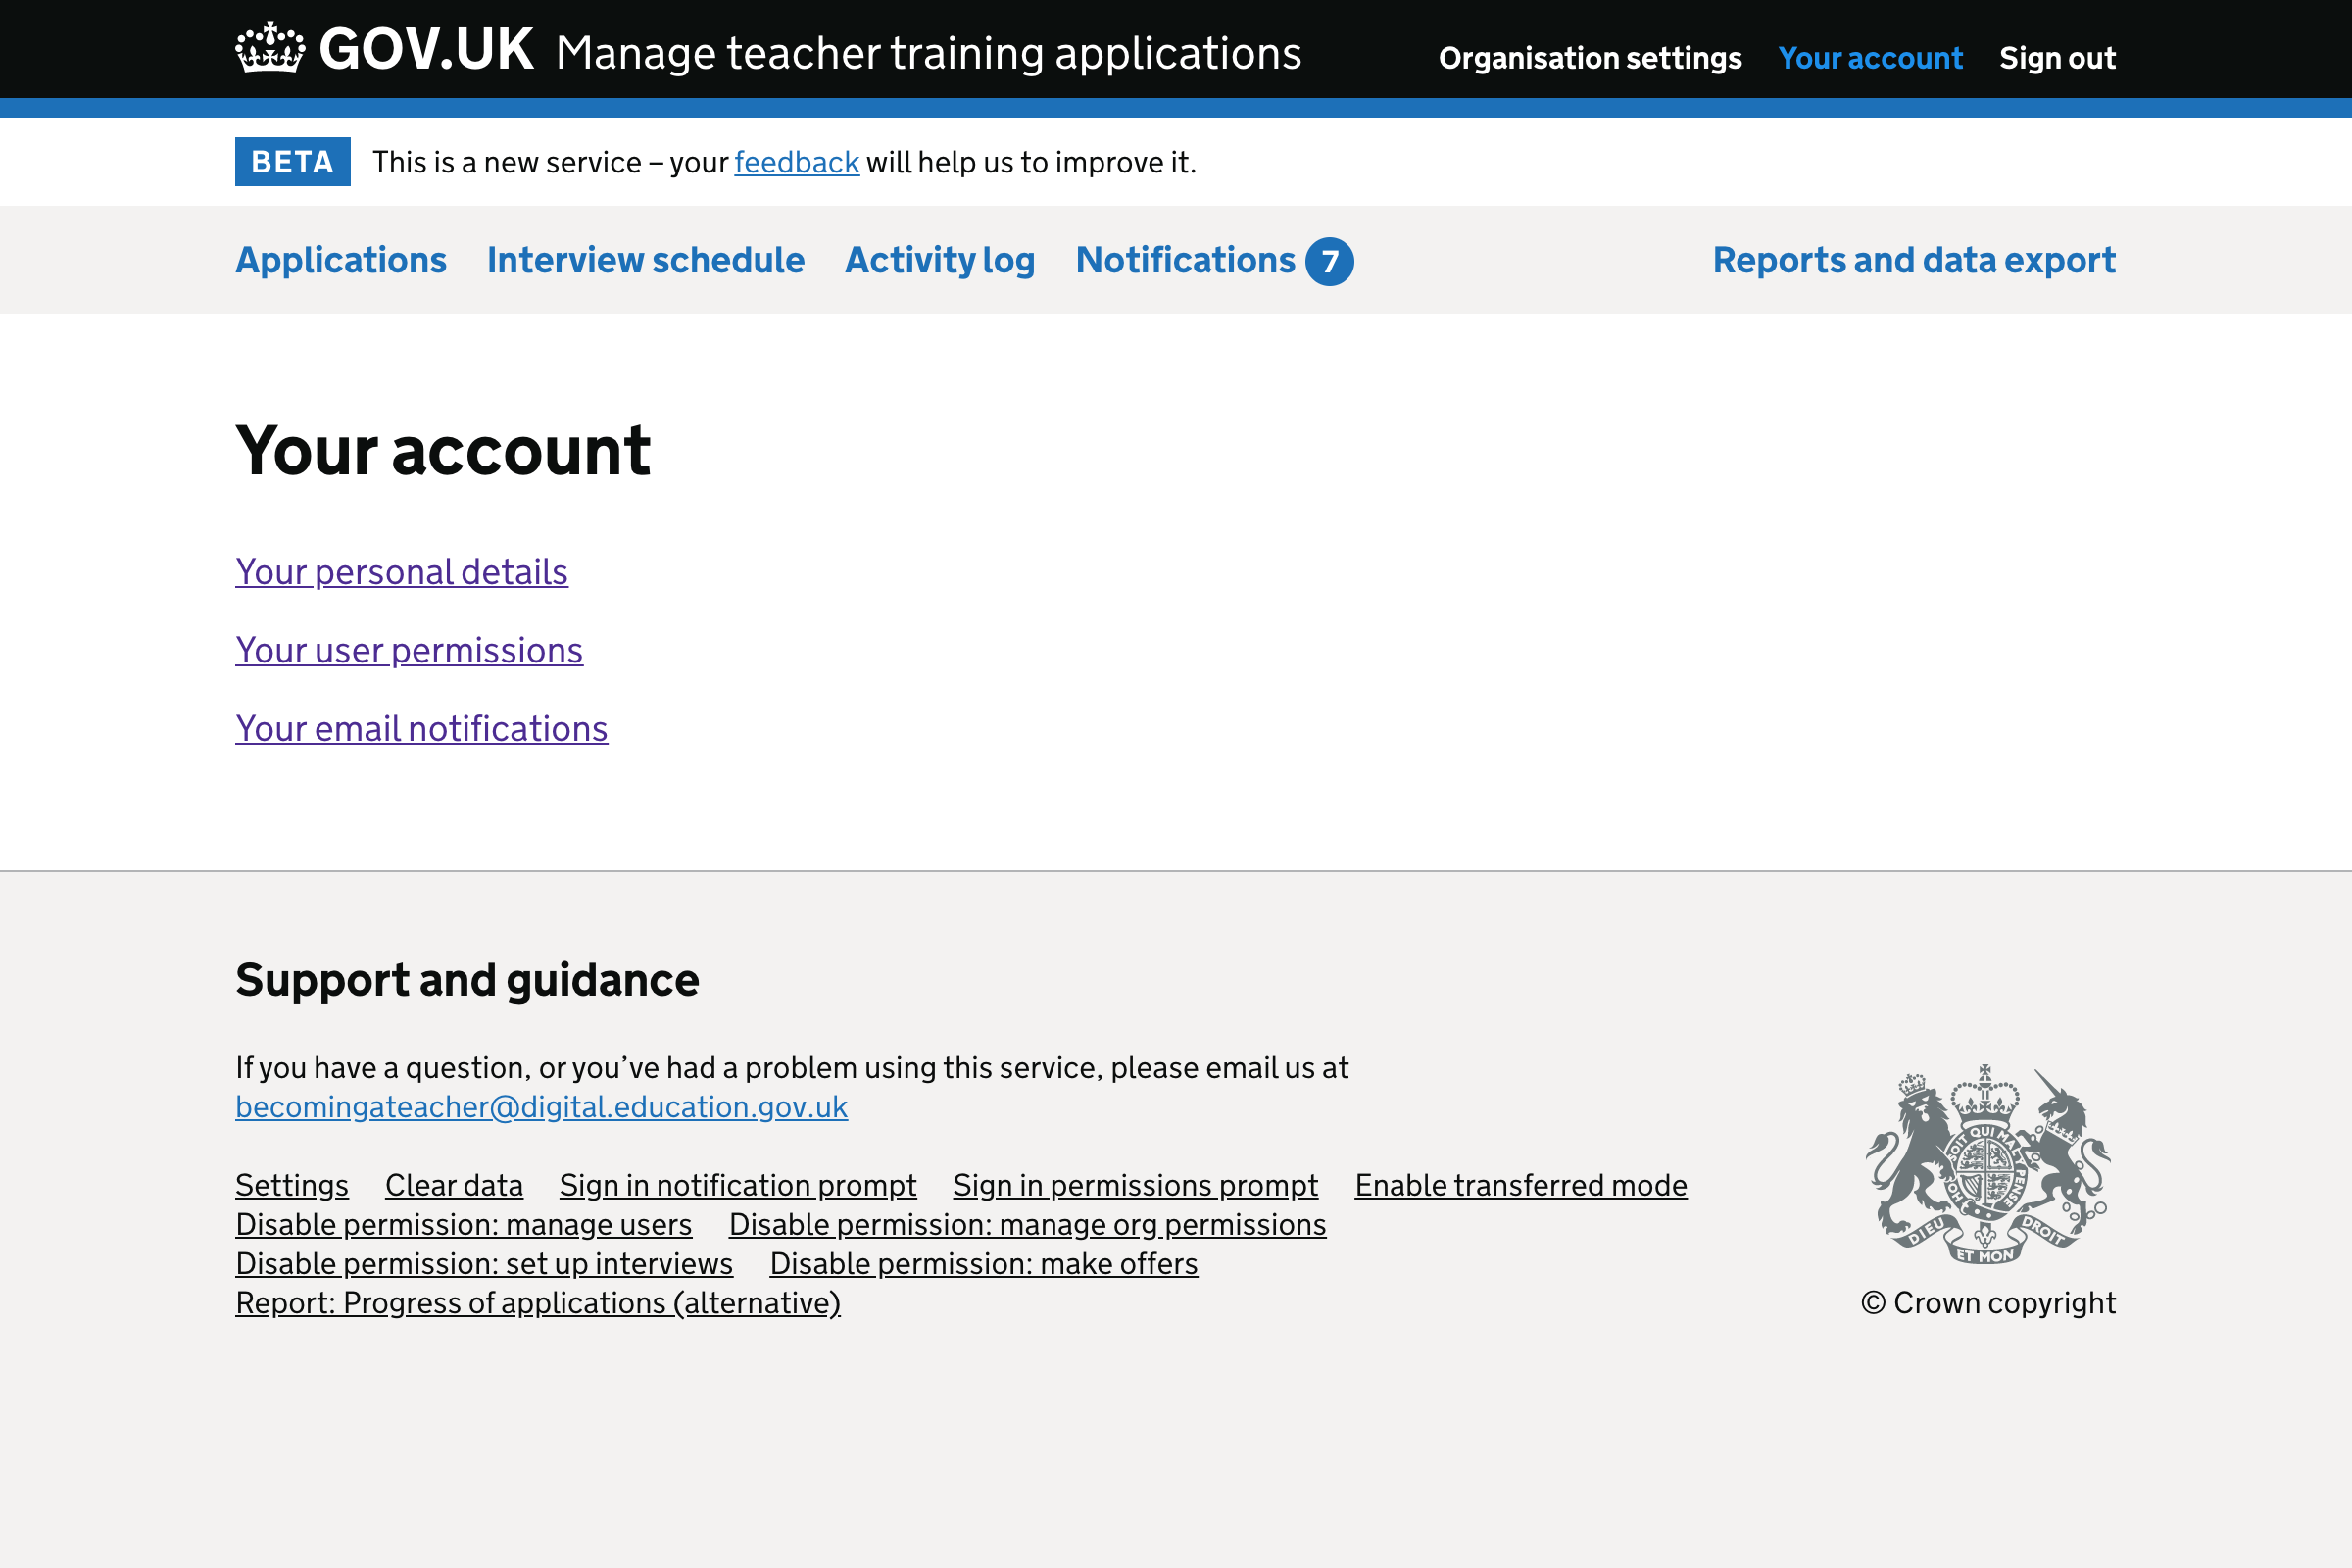 GOV.UK Manage teacher training applications Organisation settings Your account Sign out
BETA This is a new service – your feedback will help us to improve it.
Applications Interview schedule Activity log Notifications 7 Reports and data export
Your account
Your personal details
Your user permissions
Your email notifications
Support and guidance
If you have a question, or you’ve had a problem using this service, please email us at
becomingateacher@digital.education.gov.uk
Settings Clear data Sign in notification prompt Sign in permissions prompt Enable transferred mode
Disable permission: manage users Disable permission: manage org permissions
Disable permission: set up interviews Disable permission: make offers
Report: Progress of applications (alternative)
SOIT QUI MAL Y PENSE
DIEU ET MON DROIT
© Crown copyright